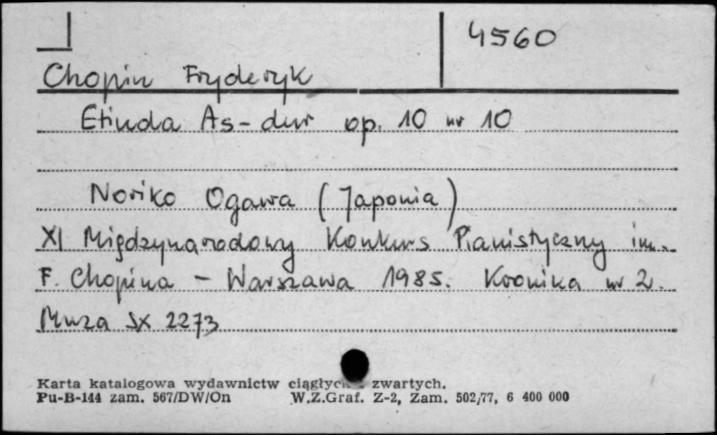 4560
Chopin Fryderyk
Etiuda As-dur op. 10 nr 10
Noriko Ogawa (Japonia)
XI Międzynarodowy Konkurs Pianistyczny im.
F. Chopina - Warszawa 1985. Kronika nr 2.
Muza SX 2273
Karta katalogowa wydawnictw zwartych.
Pu-B-144 zam. 567/DW/On W.Z.Graf. Z-2, Zam. 502/77, 6 400 000